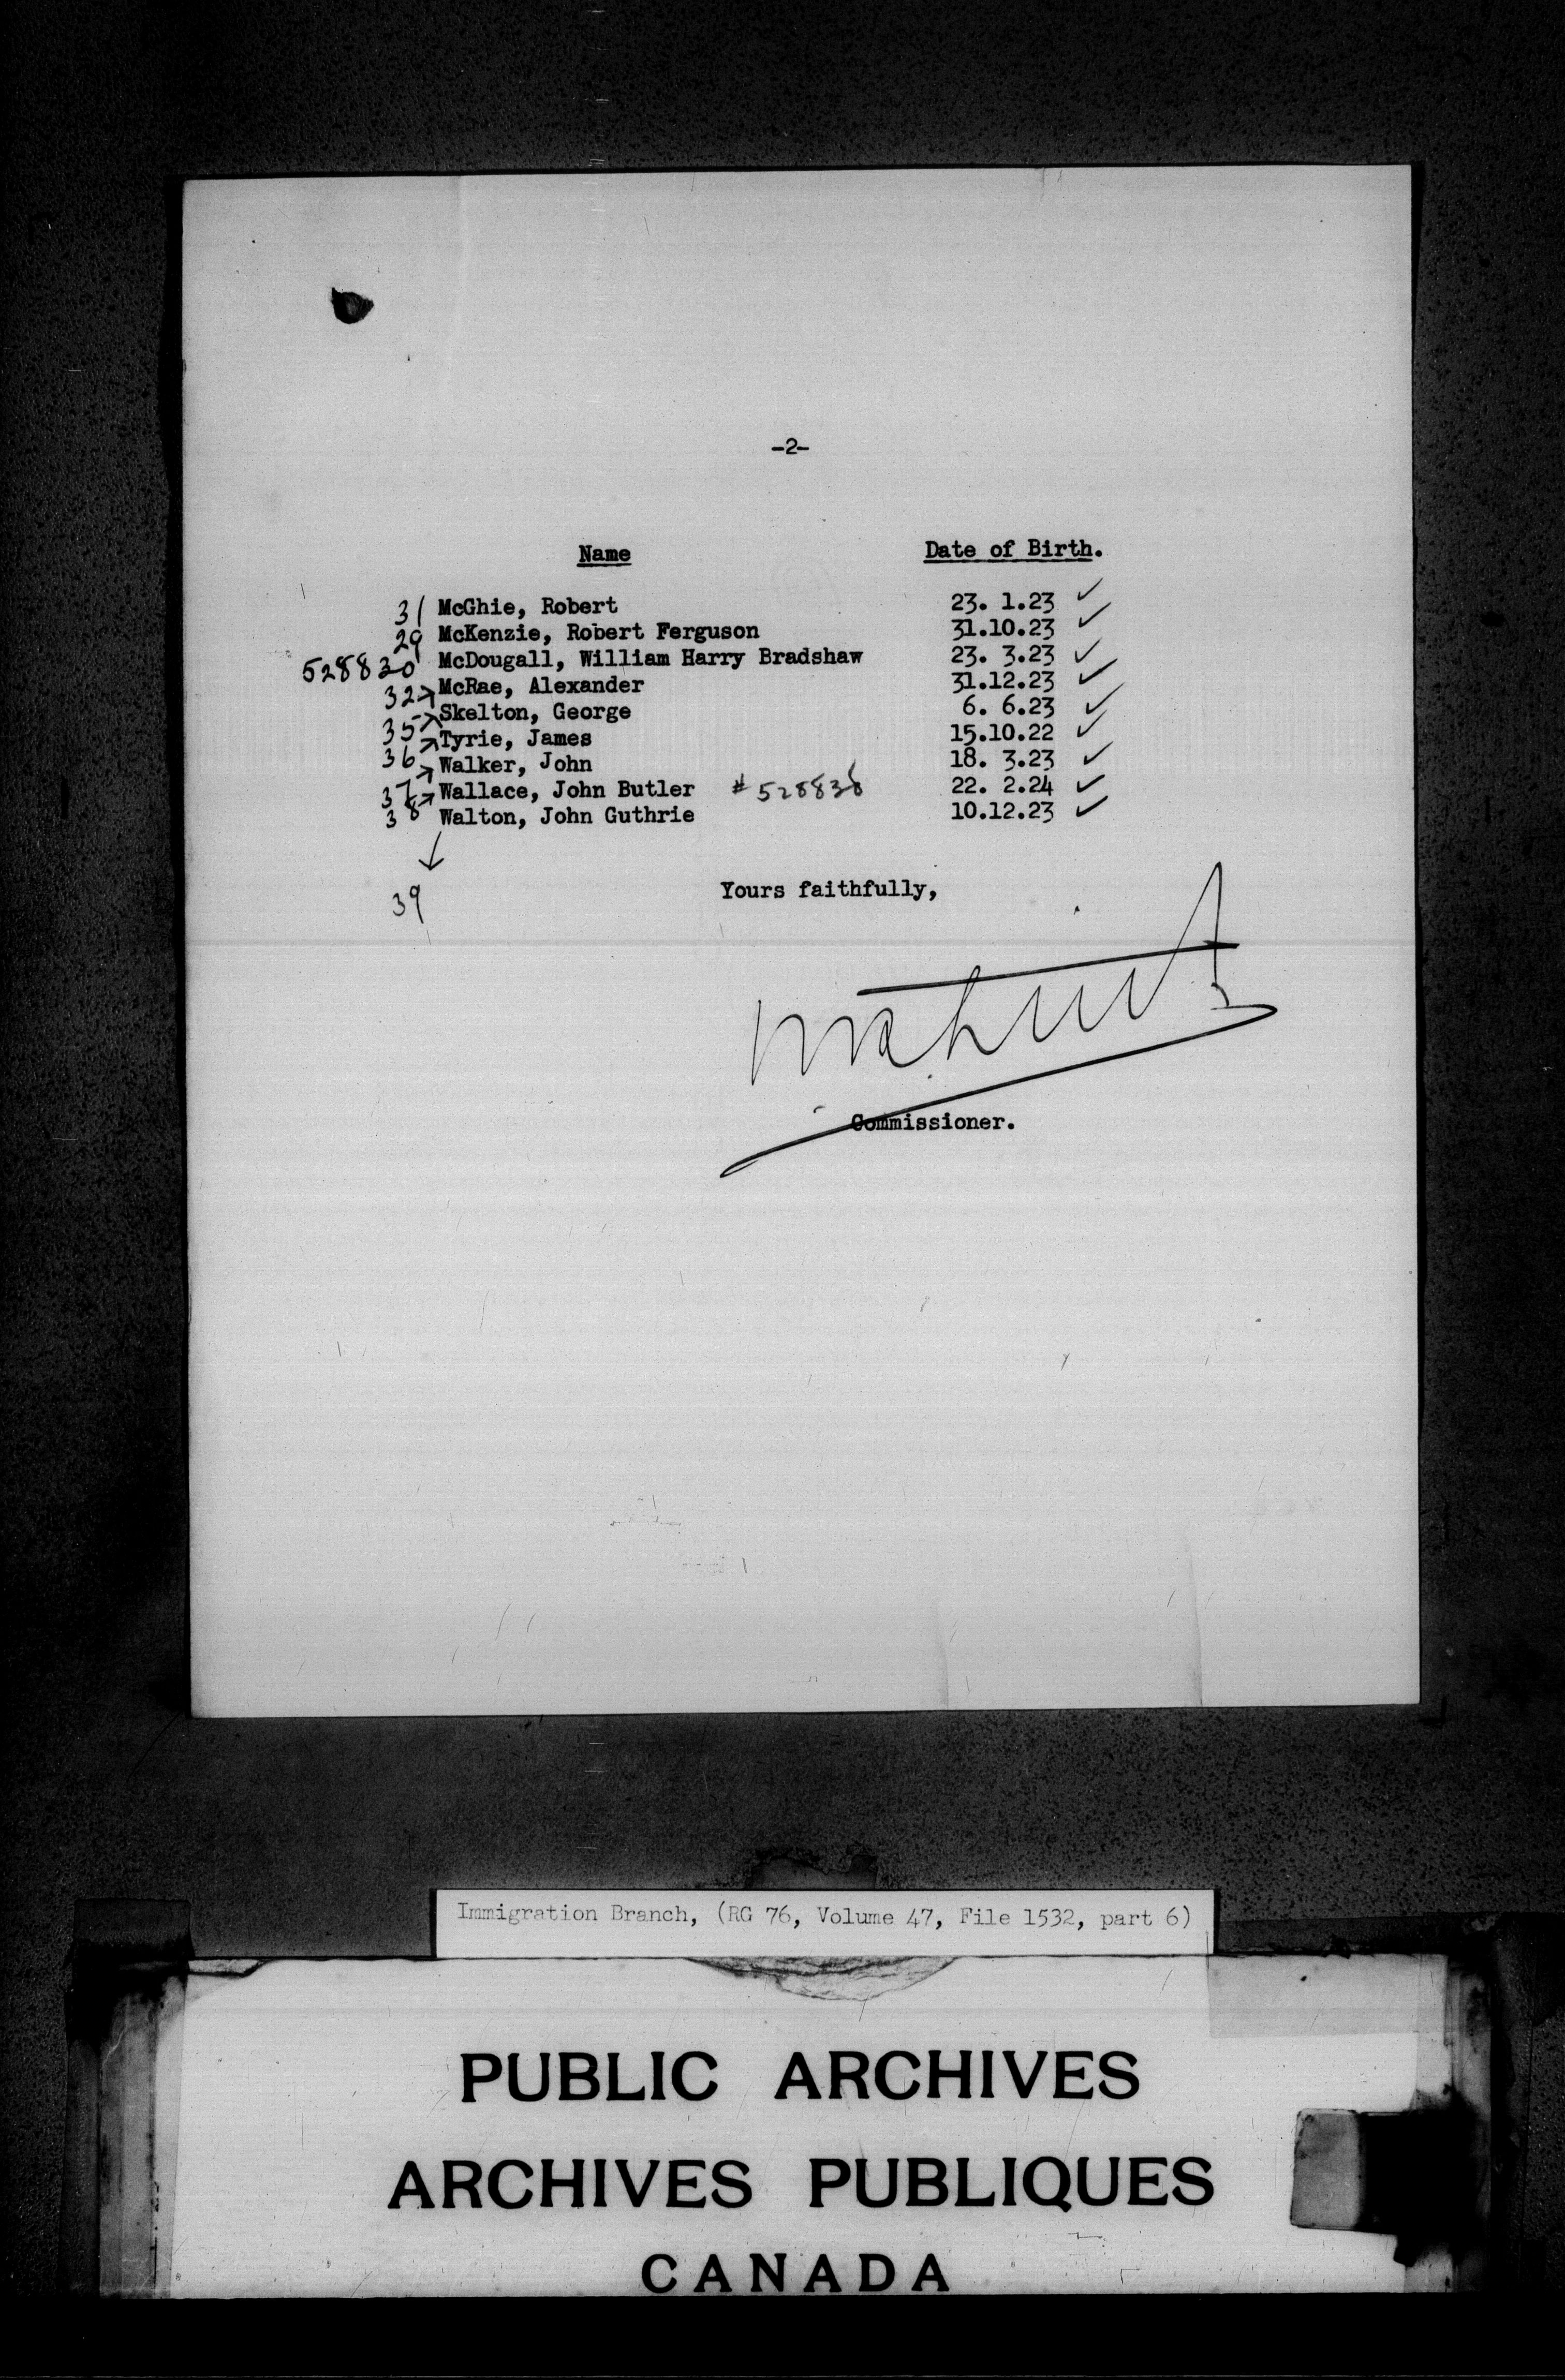 -2-
Name Date of Birth.
31 McGhie, Robert 23. 1.23 ✓
29 McKenzie, Robert Ferguson 31.10.23 ✓
528830 McDougall, William Harry Bradshaw 23. 3.23 ✓
32 → McRae, Alexander 31.12.23 ✓
35 → Skelton, George 6. 6.23 ✓
36 → Tyrie, James 15.10.22 ✓
37 → Walker, John 18. 3.23 ✓
38 → Wallace, John Butler #528838 22. 2.24 ✓
Walton, John Guthrie 10.12.23 ✓
↓
39
Yours faithfully,
Commissioner.
Immigration Branch, (RG 76, Volume 47, File 1532, part 6)
PUBLIC ARCHIVES
ARCHIVES PUBLIQUES
CANADA